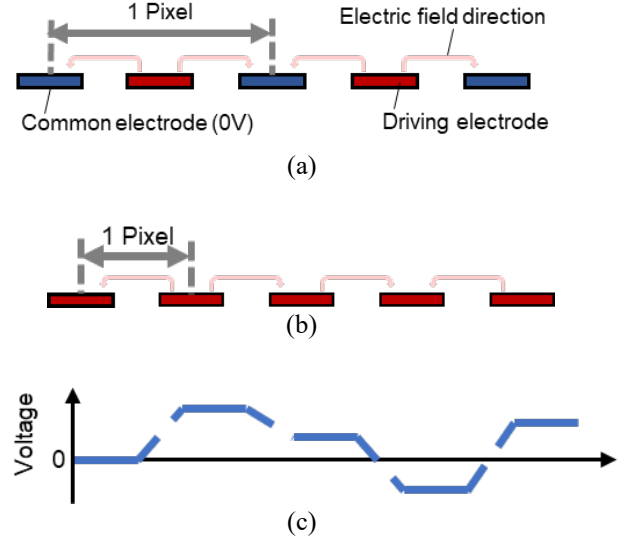 1 Pixel
Electric field direction
Common electrode (0V)
Driving electrode
(a)
1 Pixel
(b)
Voltage
0
(c)